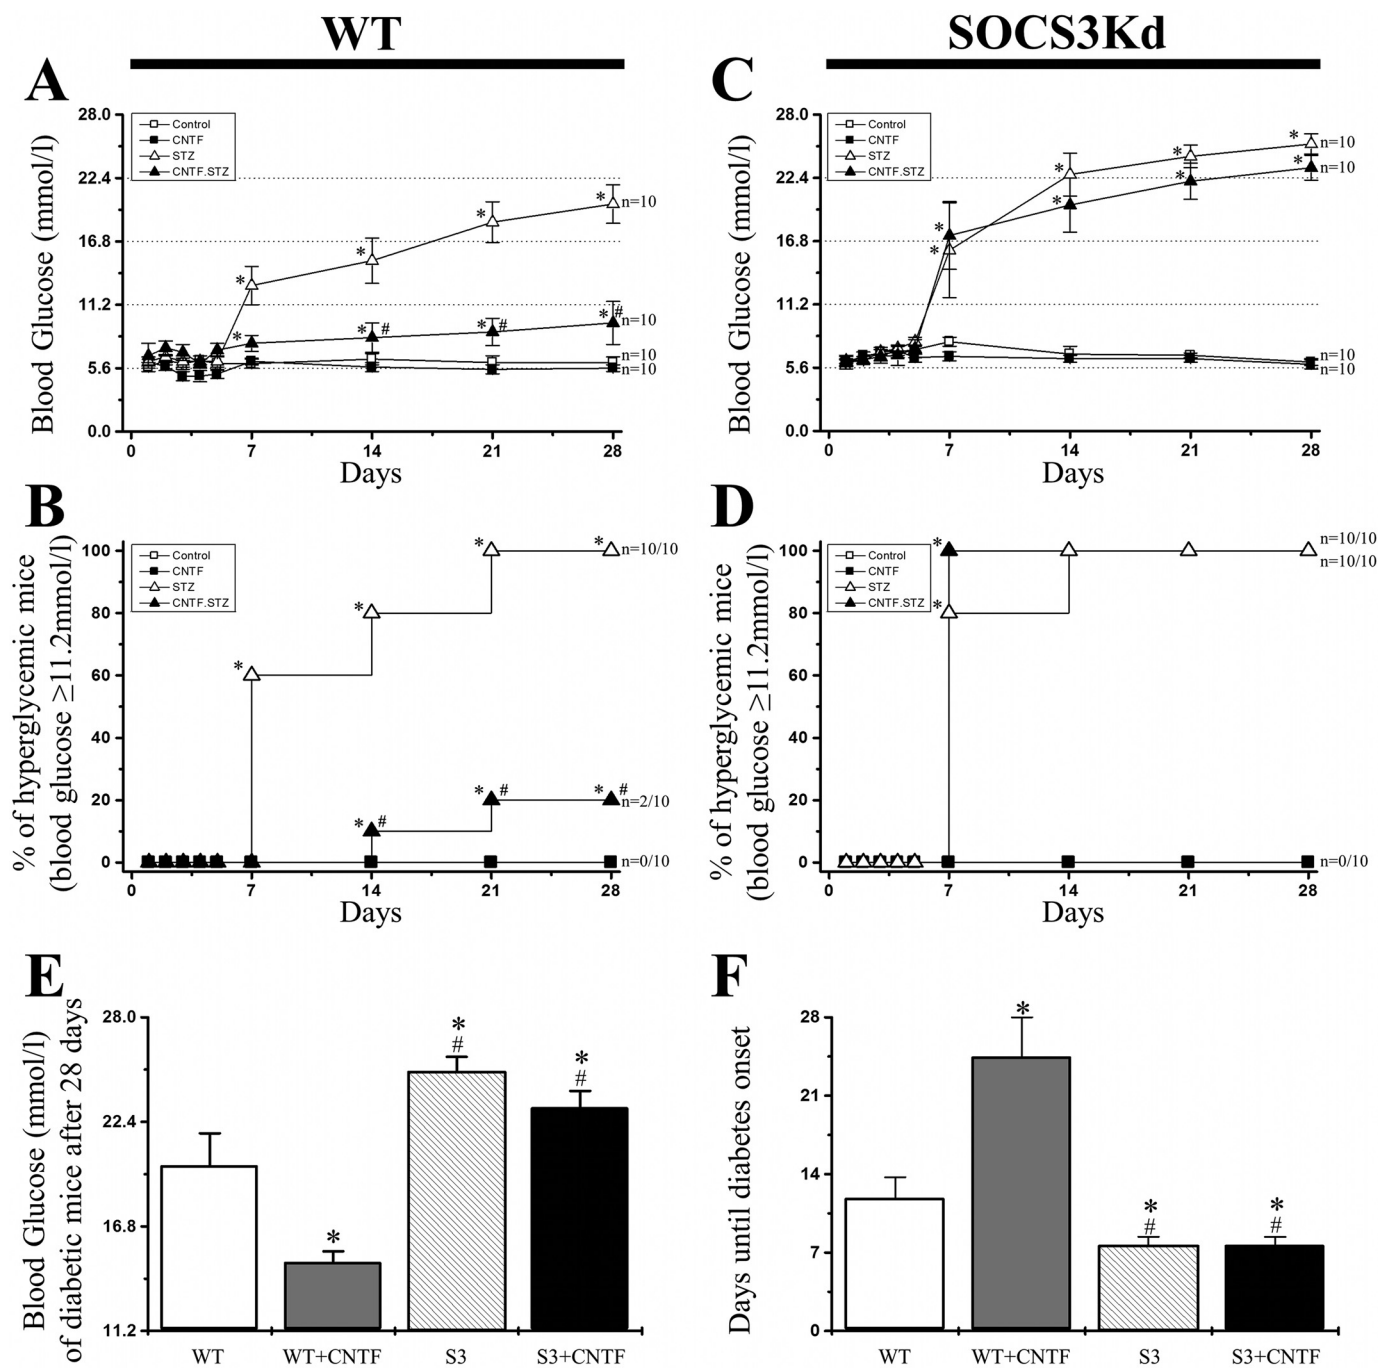 WT
SOCS3Kd
A
Blood Glucose (mmol/l)
28.0
22.4
16.8
11.2
5.6
0.0
Control
CNTF
STZ
CNTF.STZ
*
*
*
*
*
*
#
*
#
*
#
n=10
n=10
n=10
n=10
0
7
14
21
28
Days
C
Blood Glucose (mmol/l)
28.0
22.4
16.8
11.2
5.6
0.0
Control
CNTF
STZ
CNTF.STZ
*
*
*
*
*
*
*
*
n=10
n=10
n=10
n=10
0
7
14
21
28
Days
B
% of hyperglycemic mice
(blood glucose ≥11.2mmol/l)
100
80
60
40
20
0
Control
CNTF
STZ
CNTF.STZ
*
*
*
*
* #
* #
* #
n=10/10
n=2/10
n=0/10
0
7
14
21
28
Days
D
% of hyperglycemic mice
(blood glucose ≥11.2mmol/l)
100
80
60
40
20
0
Control
CNTF
STZ
CNTF.STZ
*
*
n=10/10
n=10/10
n=0/10
0
7
14
21
28
Days
E
Blood Glucose (mmol/l)
of diabetic mice after 28 days
28.0
22.4
16.8
11.2
*
*
#
*
#
WT
WT+CNTF
S3
S3+CNTF
F
Days until diabetes onset
28
21
14
7
0
*
*
#
*
#
WT
WT+CNTF
S3
S3+CNTF